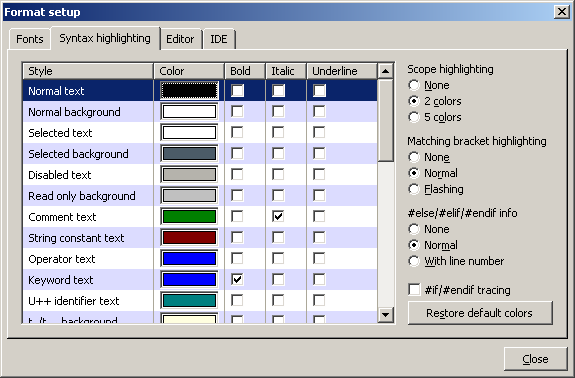 Format setup
Fonts Syntax highlighting Editor IDE
Style Color Bold Italic Underline
Normal text
Normal background
Selected text
Selected background
Disabled text
Read only background
Comment text
String constant text
Operator text
Keyword text
U++ identifier text
background
Scope highlighting
None
2 colors
5 colors
Matching bracket highlighting
None
Normal
Flashing
#else/#elif/#endif info
None
Normal
With line number
#if/#endif tracing
Restore default colors
Close